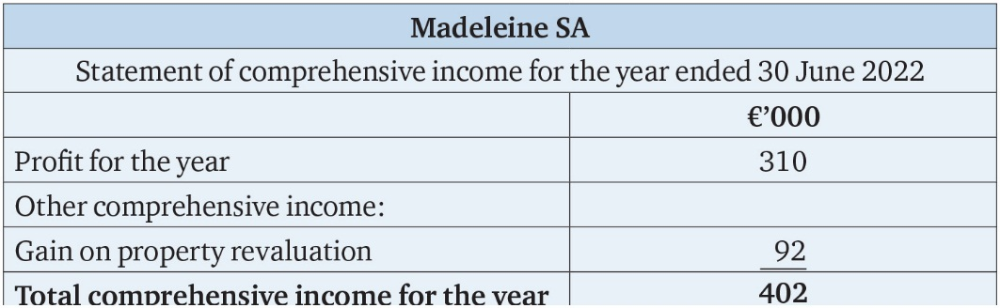 Madeleine SA
Statement of comprehensive income for the year ended 30 June 2022
€’000
Profit for the year 310
Other comprehensive income:
Gain on property revaluation 92
Total comprehensive income for the year 402